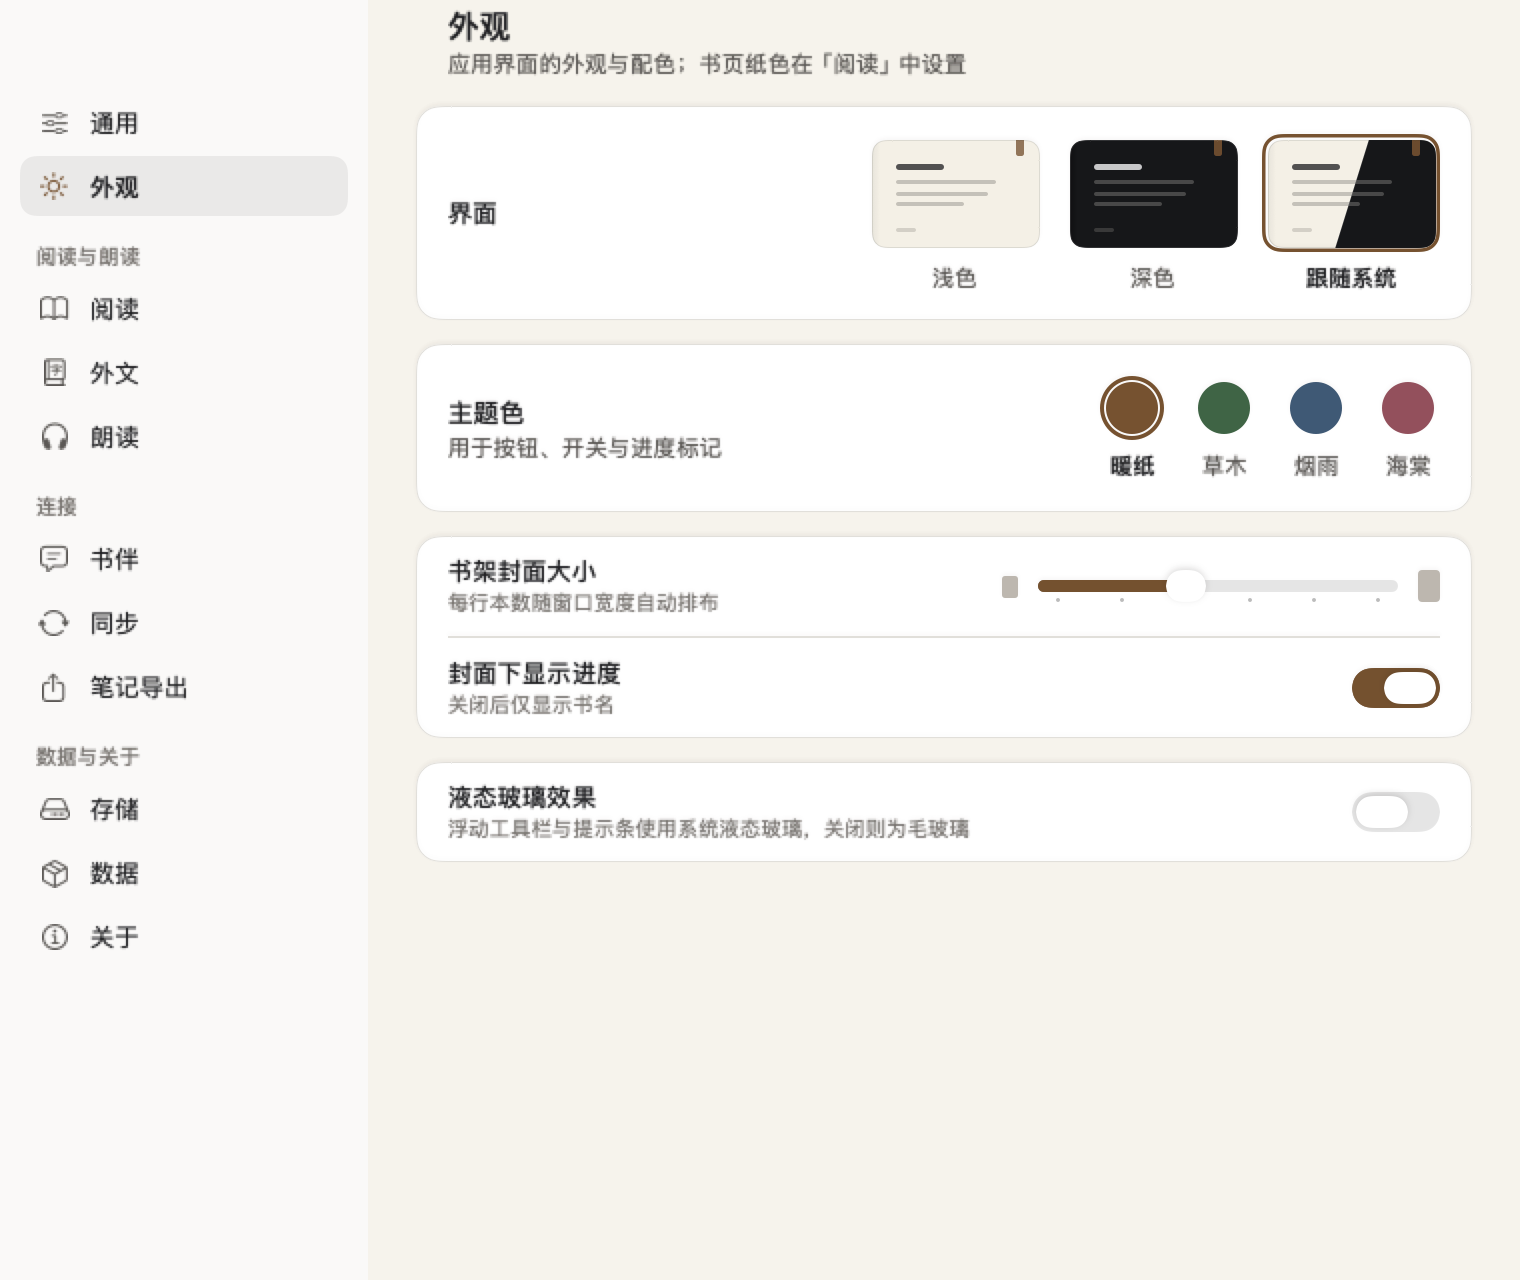 通用
外观
阅读与朗读
阅读
外文
朗读
连接
书伴
同步
笔记导出
数据与关于
存储
数据
关于
外观
应用界面的外观与配色；书页纸色在「阅读」中设置
界面
浅色
深色
跟随系统
主题色
用于按钮、开关与进度标记
暖纸
草木
烟雨
海棠
书架封面大小
每行本数随窗口宽度自动排布
封面下显示进度
关闭后仅显示书名
液态玻璃效果
浮动工具栏与提示条使用系统液态玻璃，关闭则为毛玻璃